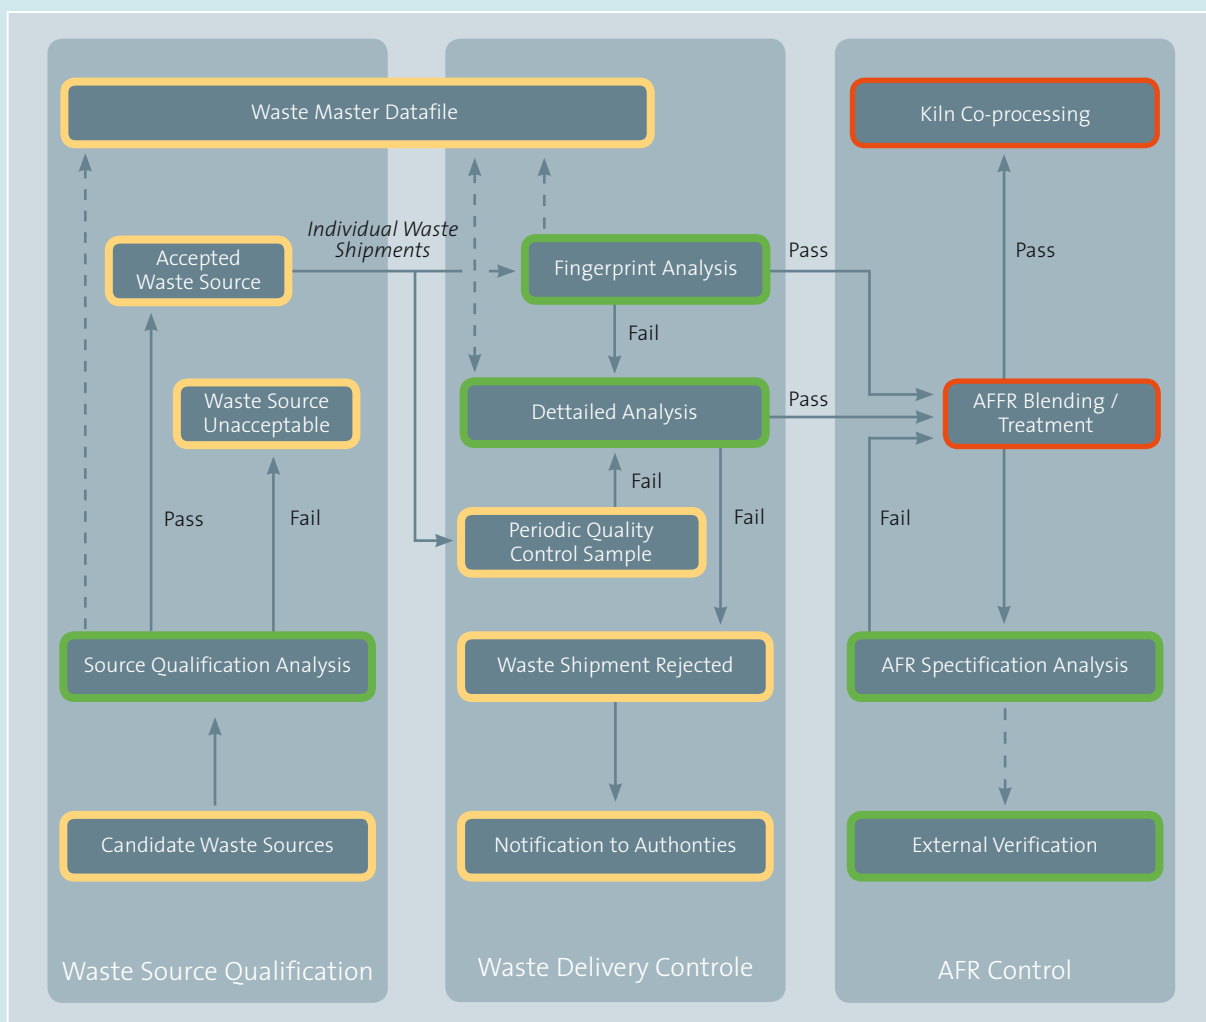 Waste Master Datafile
Kiln Co-processing
Individual Waste
Shipments
Accepted
Waste Source
Fingerprint Analysis
Pass
Pass
Fail
Waste Source
Unacceptable
Dettailed Analysis
Pass
AFFR Blending /
Treatment
Pass
Fail
Fail
Periodic Quality
Control Sample
Fail
Fail
Source Qualification Analysis
Waste Shipment Rejected
AFR Spectification Analysis
Candidate Waste Sources
Notification to Authonties
External Verification
Waste Source Qualification
Waste Delivery Controle
AFR Control